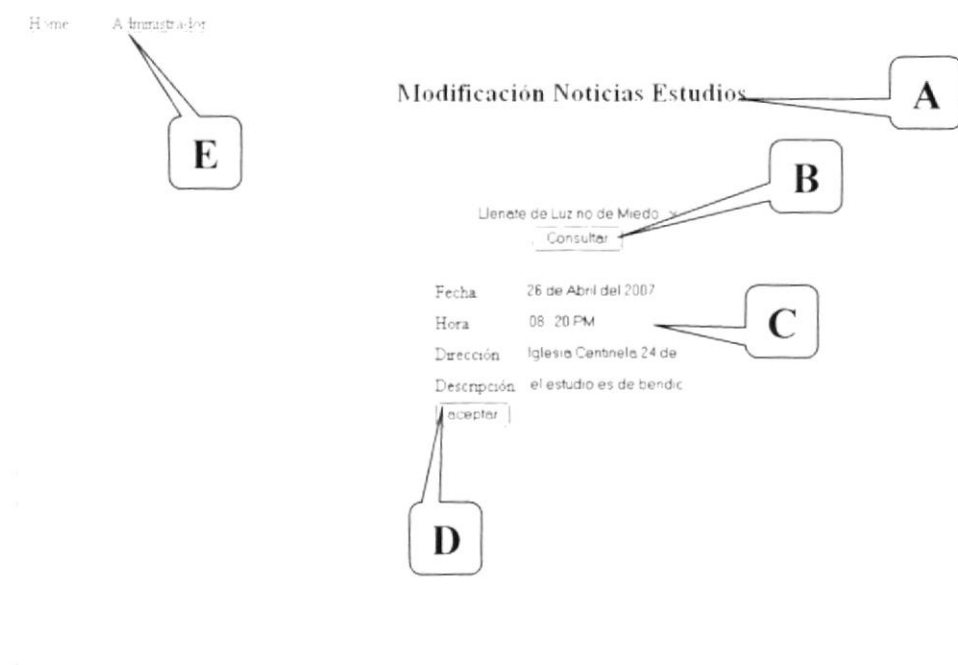 Home Administrador
Modificación Noticias Estudios
A
E
B
Llenate de Luz no de Miedo
Consultar
Fecha 26 de Abril del 2007
C
Hora 08 20 PM
Dirección Iglesia Centinela 24 de
Descripción el estudio es de bendic
aceptar
D